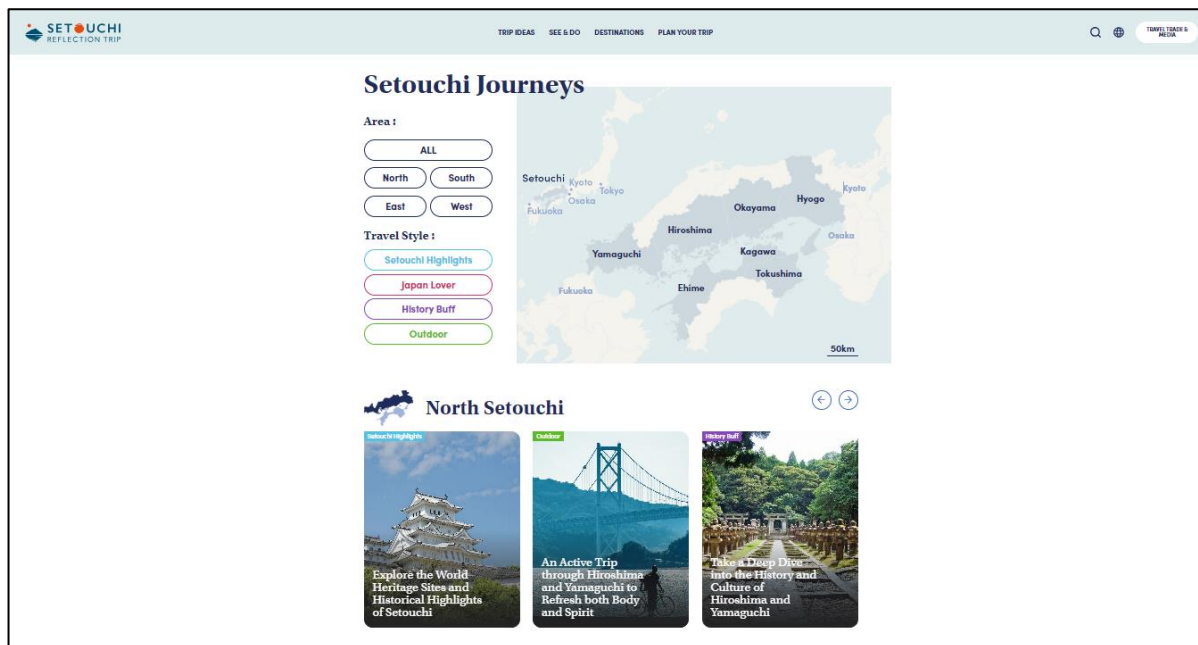 SETOUCHI
REFLECTION TRIP
TRIP IDEAS SEE & DO DESTINATIONS PLAN YOUR TRIP
TRAVEL TRADE &
MEDIA
Setouchi Journeys
Area :
ALL
North South
East West
Travel Style :
Setouchi Highlights
Japan Lover
History Buff
Outdoor
Setouchi
Kyoto
Tokyo
Osaka
Fukuoka
Kyoto
Hyogo
Okayama
Hiroshima
Osaka
Yamaguchi
Kagawa
Tokushima
Ehime
Fukuoka
50km
North Setouchi
Setouchi Highlights
Explore the World
Heritage Sites and
Historical Highlights
of Setouchi
Outdoor
An Active Trip
through Hiroshima
and Yamaguchi to
Refresh both Body
and Spirit
History Buff
Take a Deep Dive
into the History and
Culture of
Hiroshima and
Yamaguchi